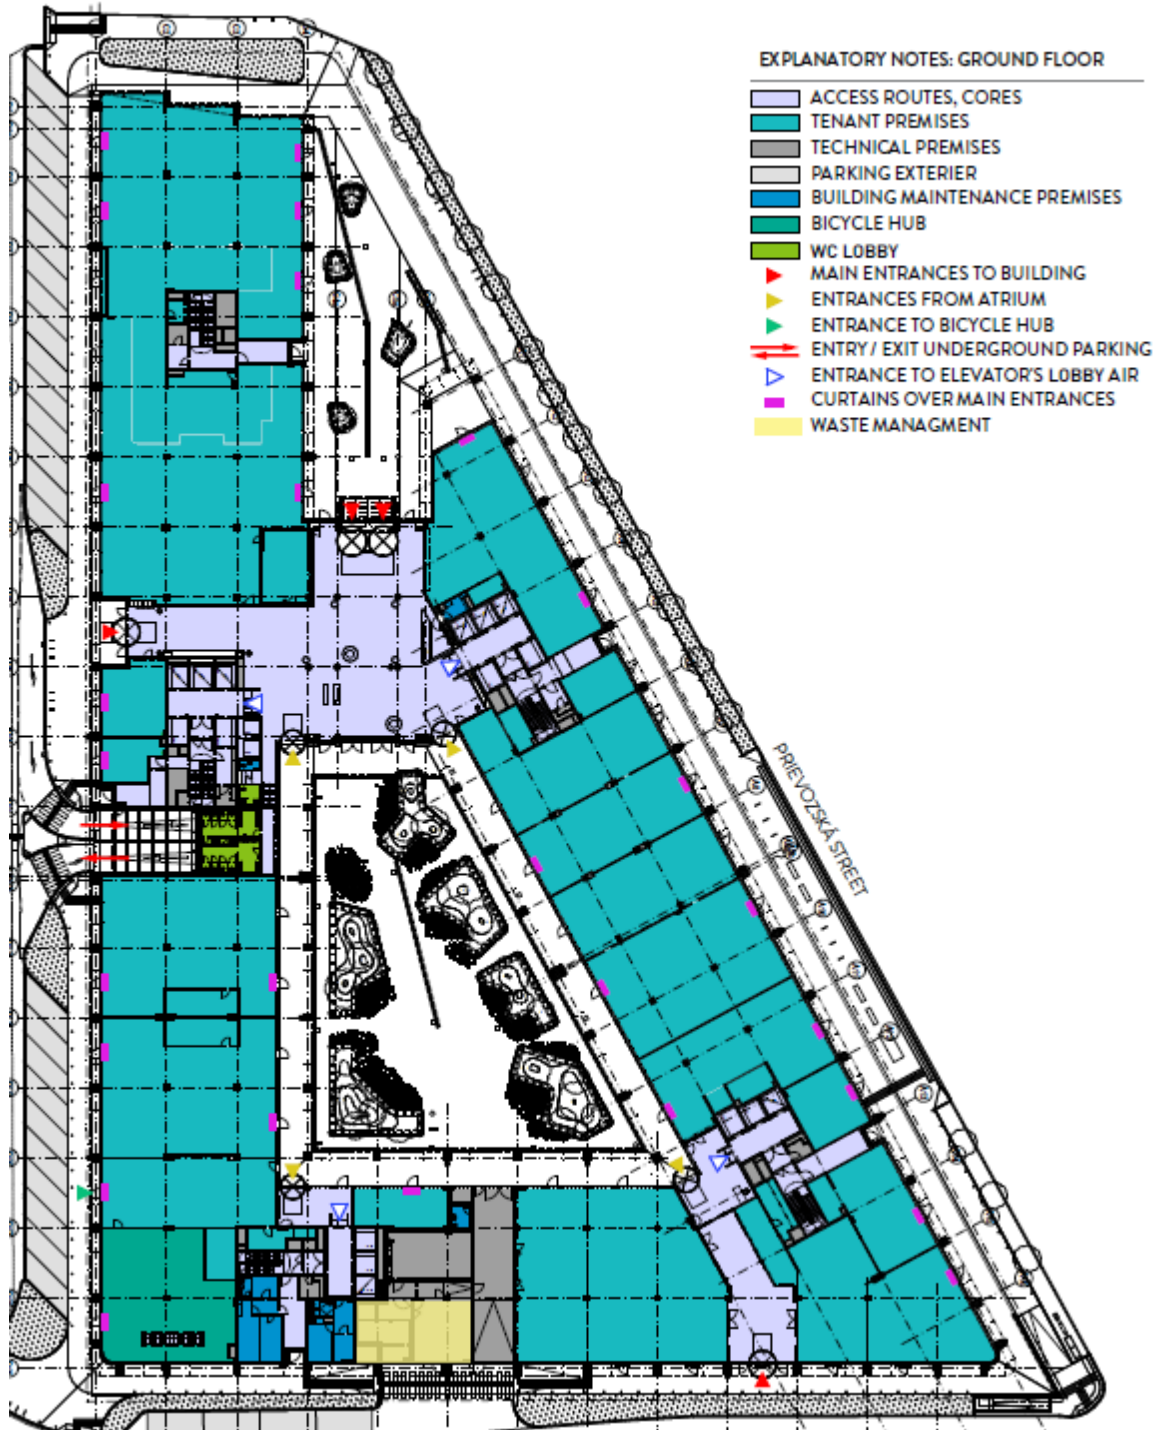 EXPLANATORY NOTES: GROUND FLOOR
ACCESS ROUTES, CORES
TENANT PREMISES
TECHNICAL PREMISES
PARKING EXTERIER
BUILDING MAINTENANCE PREMISES
BICYCLE HUB
WC LOBBY
MAIN ENTRANCES TO BUILDING
ENTRANCES FROM ATRIUM
ENTRANCE TO BICYCLE HUB
ENTRY / EXIT UNDERGROUND PARKING
ENTRANCE TO ELEVATOR'S LOBBY AIR
CURTAINS OVER MAIN ENTRANCES
WASTE MANAGMENT
PRIEVOZSKÁ STREET